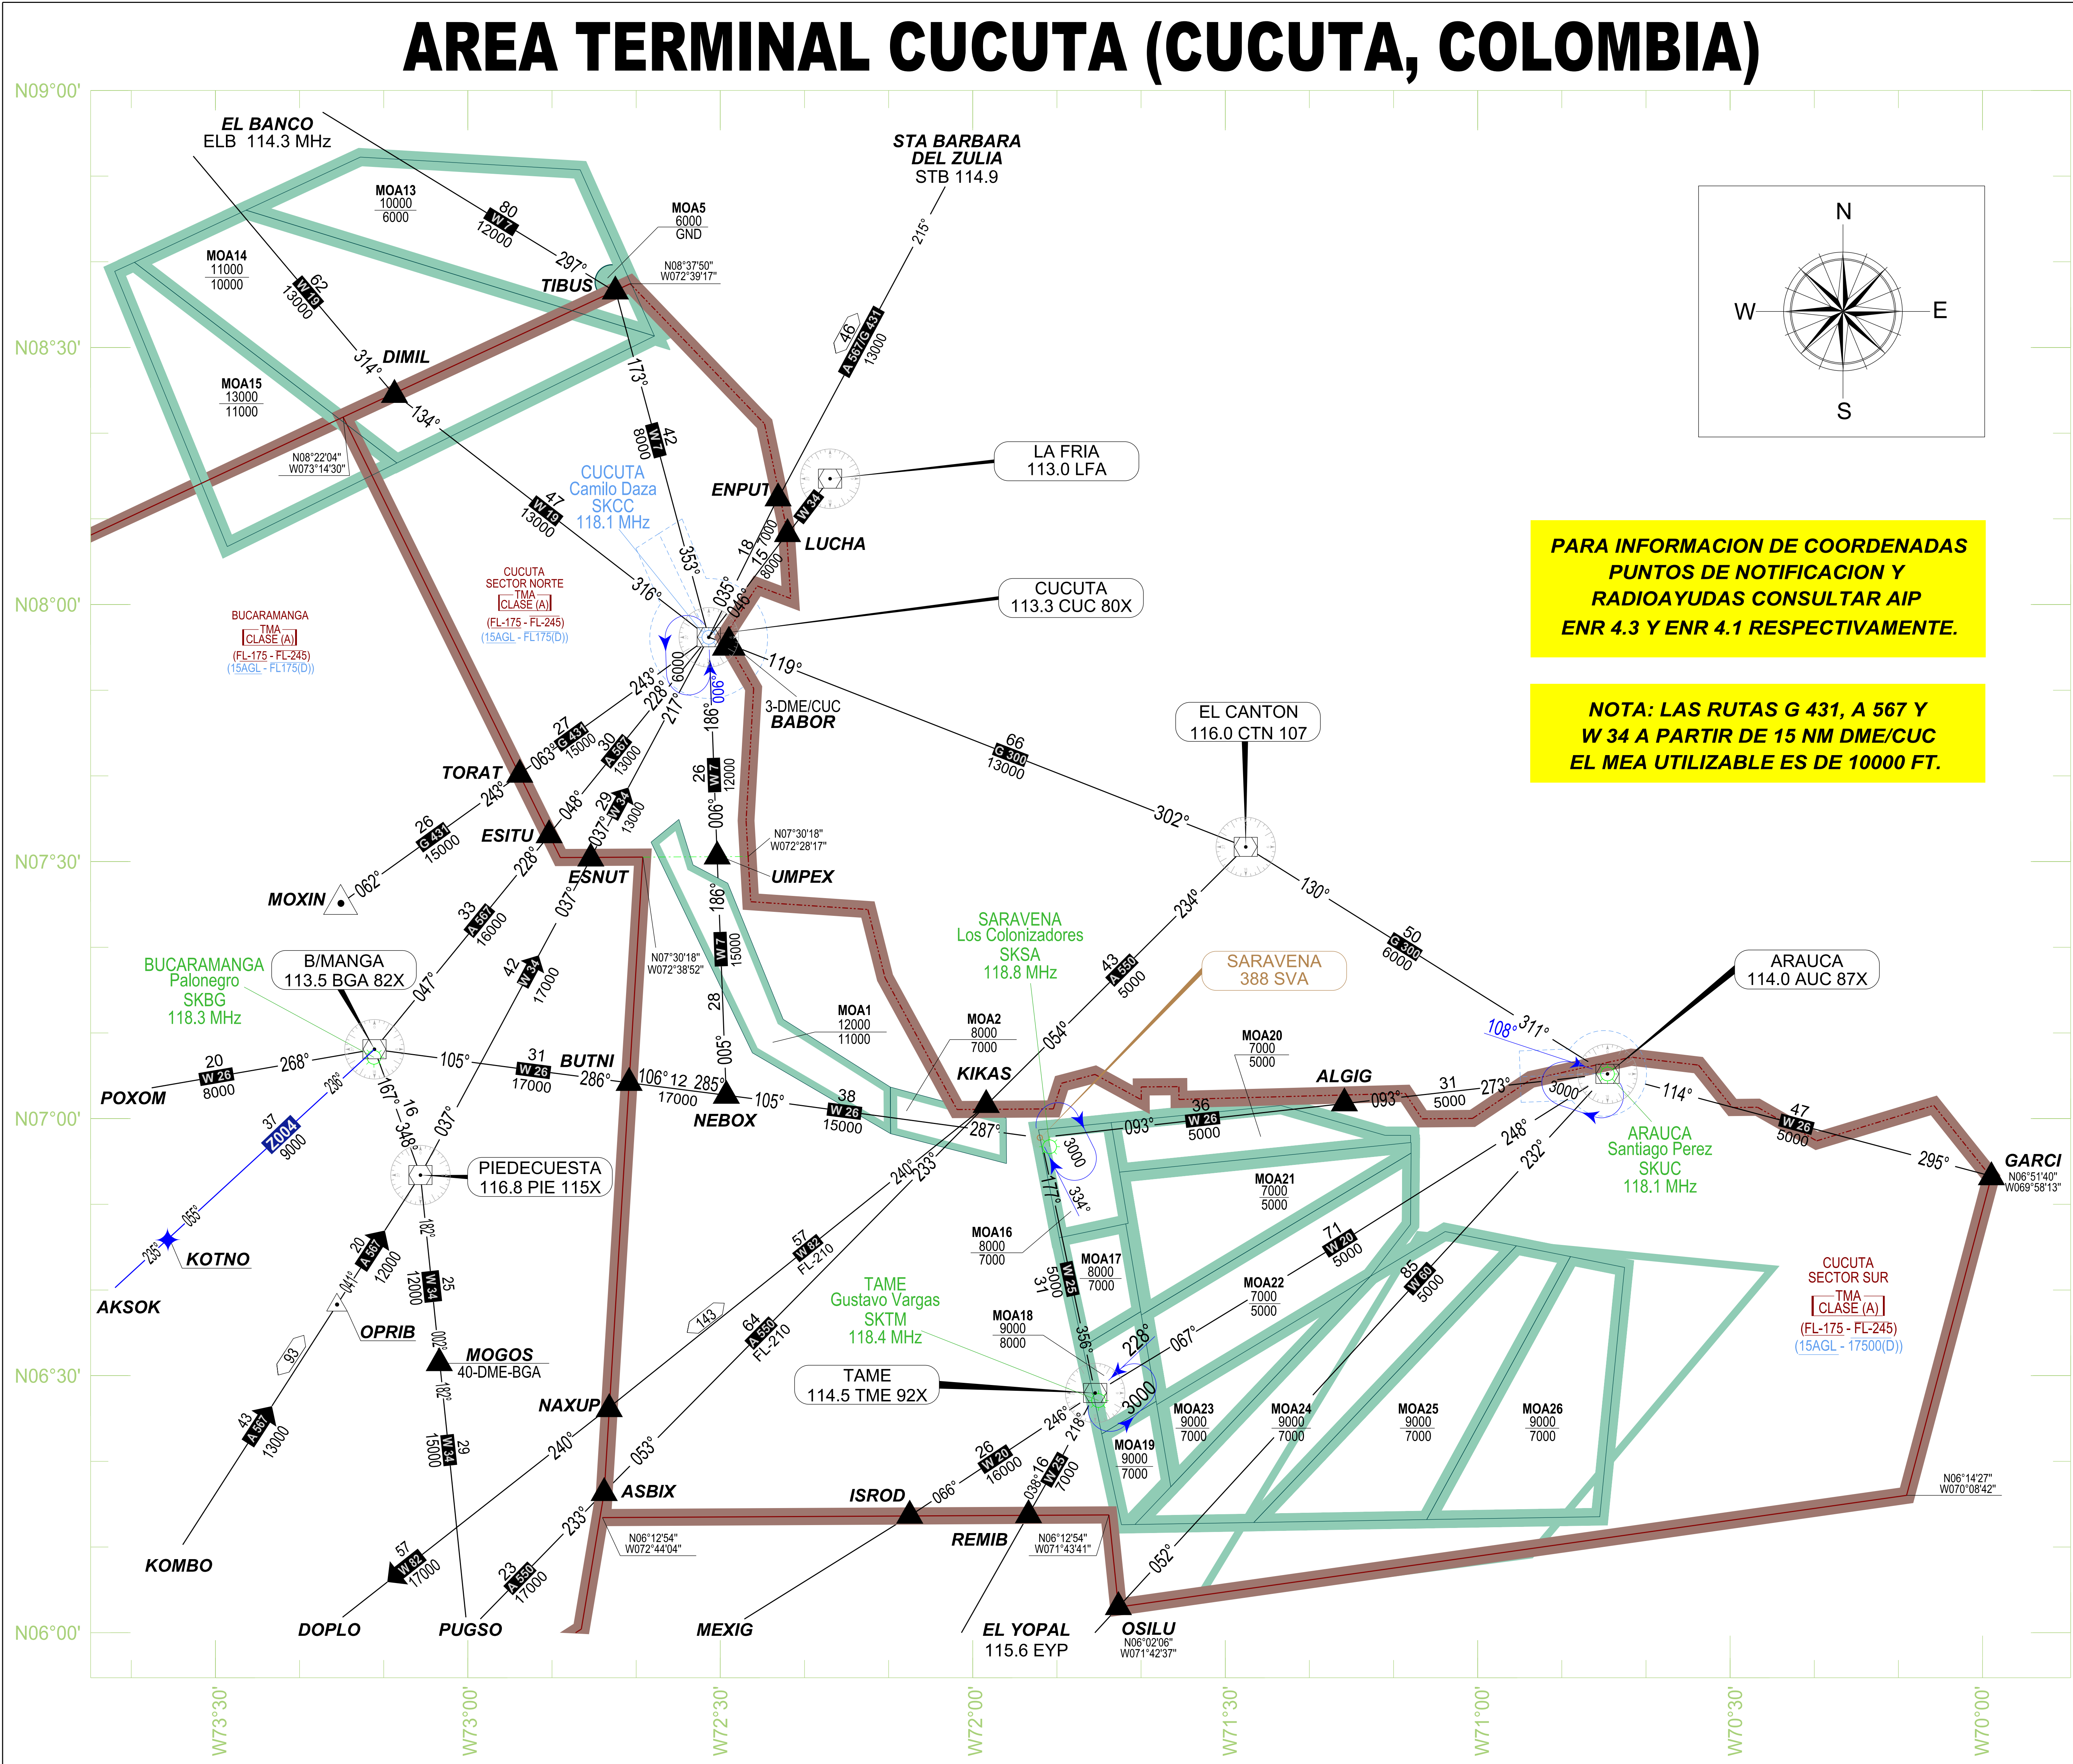 AREA TERMINAL CUCUTA (CUCUTA, COLOMBIA)
N09°00'
N08°30'
N08°00'
N07°30'
N07°00'
N06°30'
N06°00'
W73°30'
W73°00'
W72°30'
W72°00'
W71°30'
W71°00'
W70°30'
W70°00'
EL BANCO
ELB 114.3 MHz
STA BARBARA
DEL ZULIA
STB 114.9
MOA13
10000
6000
MOA14
11000
10000
MOA15
13000
11000
MOA5
6000
GND
N08°37'50"
W072°39'17"
80
W 7
12000
297°
TIBUS
62
W 19
13000
314°
DIMIL
134°
47
W 19
13000
316°
173°
42
W 7
8000
353°
215°
46
A 567/G 431
13000
N08°22'04"
W073°14'30"
CUCUTA
Camilo Daza
SKCC
118.1 MHz
ENPUT
W 34
LUCHA
18
7000
15
8000
035°
046°
LA FRIA
113.0 LFA
CUCUTA
113.3 CUC 80X
N
W
E
S
PARA INFORMACION DE COORDENADAS
PUNTOS DE NOTIFICACION Y
RADIOAYUDAS CONSULTAR AIP
ENR 4.3 Y ENR 4.1 RESPECTIVAMENTE.
NOTA: LAS RUTAS G 431, A 567 Y
W 34 A PARTIR DE 15 NM DME/CUC
EL MEA UTILIZABLE ES DE 10000 FT.
CUCUTA
SECTOR NORTE
TMA
CLASE (A)
(FL-175 - FL-245)
(15AGL - FL175(D))
BUCARAMANGA
TMA
CLASE (A)
(FL-175 - FL-245)
(15AGL - FL175(D))
6000
006°
243°
228°
217°
186°
119°
3-DME/CUC
BABOR
66
G 300
13000
302°
EL CANTON
116.0 CTN 107
27
G 431
15000
063°
TORAT
243°
30
A 567
13000
048°
ESITU
228°
29
W 34
13000
037°
ESNUT
037°
26
W 7
12000
006°
UMPEX
N07°30'18"
W072°28'17"
26
G 431
15000
062°
MOXIN
33
A 567
16000
047°
42
W 34
17000
037°
N07°30'18"
W072°38'52"
186°
W 7
15000
28
005°
BUCARAMANGA
Palonegro
SKBG
118.3 MHz
B/MANGA
113.5 BGA 82X
SARAVENA
Los Colonizadores
SKSA
118.8 MHz
SARAVENA
388 SVA
234°
43
A 550
5000
054°
130°
50
G 300
6000
311°
108°
ARAUCA
114.0 AUC 87X
MOA1
12000
11000
MOA2
8000
7000
MOA20
7000
5000
20
W 26
8000
268°
POXOM
105°
31
W 26
17000
BUTNI
286°
106°
12
17000
285°
NEBOX
105°
38
W 26
15000
287°
KIKAS
093°
36
W 26
5000
ALGIG
093°
31
5000
273°
3000
3000
114°
47
W 26
5000
295°
GARCI
N06°51'40"
W069°58'13"
236°
37
Z004
9000
055°
235°
KOTNO
AKSOK
167°
16
348°
PIEDECUESTA
116.8 PIE 115X
20
A 567
12000
041°
OPRIB
93
43
A 567
13000
KOMBO
182°
25
W 34
12000
002°
MOGOS
40-DME-BGA
182°
29
W 34
15000
PUGSO
240°
233°
57
W 82
FL-210
143
64
A 550
FL-210
NAXUP
240°
053°
ASBIX
233°
57
W 82
17000
DOPLO
23
A 550
17000
N06°12'54"
W072°44'04"
177°
334°
5000
W 25
31
356°
MOA16
8000
7000
MOA17
8000
7000
MOA18
9000
8000
MOA19
9000
7000
MOA21
7000
5000
MOA22
7000
5000
MOA23
9000
7000
MOA24
9000
7000
MOA25
9000
7000
MOA26
9000
7000
TAME
Gustavo Vargas
SKTM
118.4 MHz
TAME
114.5 TME 92X
228°
3000
067°
71
W 20
5000
248°
232°
85
W 60
5000
052°
ARAUCA
Santiago Perez
SKUC
118.1 MHz
CUCUTA
SECTOR SUR
TMA
CLASE (A)
(FL-175 - FL-245)
(15AGL - 17500(D))
246°
26
W 20
16000
066°
ISROD
218°
16
W 25
7000
038°
REMIB
MEXIG
EL YOPAL
115.6 EYP
N06°12'54"
W071°43'41"
OSILU
N06°02'06"
W071°42'37"
N06°14'27"
W070°08'42"